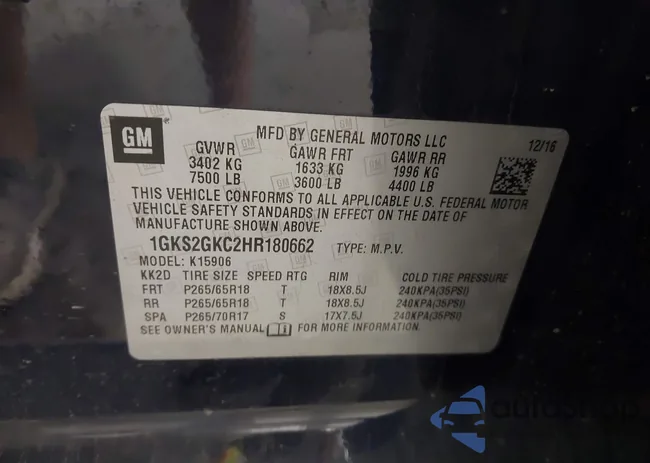 GM
MFD BY GENERAL MOTORS LLC
12/16
GVWR GAWR FRT GAWR RR
3402 KG 1633 KG 1996 KG
7500 LB 3600 LB 4400 LB
THIS VEHICLE CONFORMS TO ALL APPLICABLE U.S. FEDERAL MOTOR
VEHICLE SAFETY STANDARDS IN EFFECT ON THE DATE OF
MANUFACTURE SHOWN ABOVE.
1GKS2GKC2HR180662 TYPE: M.P.V.
MODEL: K15906
KK2D TIRE SIZE SPEED RTG RIM COLD TIRE PRESSURE
FRT P265/65R18 T 18X8.5J 240KPA(35PSI)
RR P265/65R18 T 18X8.5J 240KPA(35PSI)
SPA P265/70R17 S 17X7.5J 240KPA(35PSI)
SEE OWNER'S MANUAL FOR MORE INFORMATION
autoshop